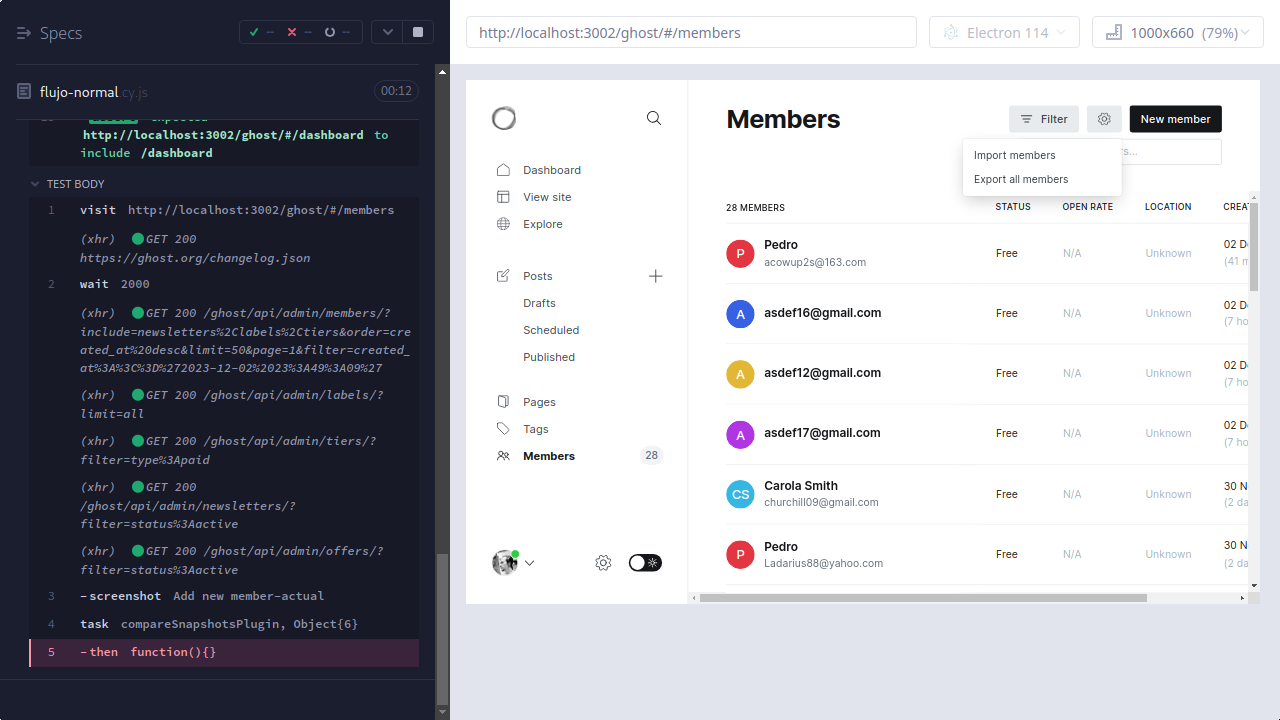 Specs
--
--
--
flujo-normal.cy.js
00:12
http://localhost:3002/ghost/#/dashboard to
include /dashboard
TEST BODY
1 visit http://localhost:3002/ghost/#/members
(xhr) GET 200
https://ghost.org/changelog.json
2 wait 2000
(xhr) GET 200 /ghost/api/admin/members/?
include=newsletters%2Clabels%2Ctiers&order=cre
ated_at%20desc&limit=50&page=1&filter=created_
at%3A%3C%3D%272023-12-02%2023%3A49%3A09%27
(xhr) GET 200 /ghost/api/admin/labels/?
limit=all
(xhr) GET 200 /ghost/api/admin/tiers/?
filter=type%3Apaid
(xhr) GET 200
/ghost/api/admin/newsletters/?
filter=status%3Aactive
(xhr) GET 200 /ghost/api/admin/offers/?
filter=status%3Aactive
3 -screenshot Add new member-actual
4 task compareSnapshotsPlugin, Object{6}
5 -then function(){}
http://localhost:3002/ghost/#/members
Electron 114
1000x660 (79%)
Dashboard
View site
Explore
Posts
Drafts
Scheduled
Published
Pages
Tags
Members 28
Members
Filter
New member
Import members
Export all members
28 MEMBERS STATUS OPEN RATE LOCATION
P Pedro Free N/A Unknown 02 D
acowup2s@163.com (41 m
A asdef16@gmail.com Free N/A Unknown 02 D
(7 ho
A asdef12@gmail.com Free N/A Unknown 02 D
(7 ho
A asdef17@gmail.com Free N/A Unknown 02 D
(7 ho
CS Carola Smith Free N/A Unknown 30 N
churchill09@gmail.com (2 da
P Pedro Free N/A Unknown 30 N
Ladarius88@yahoo.com (2 da